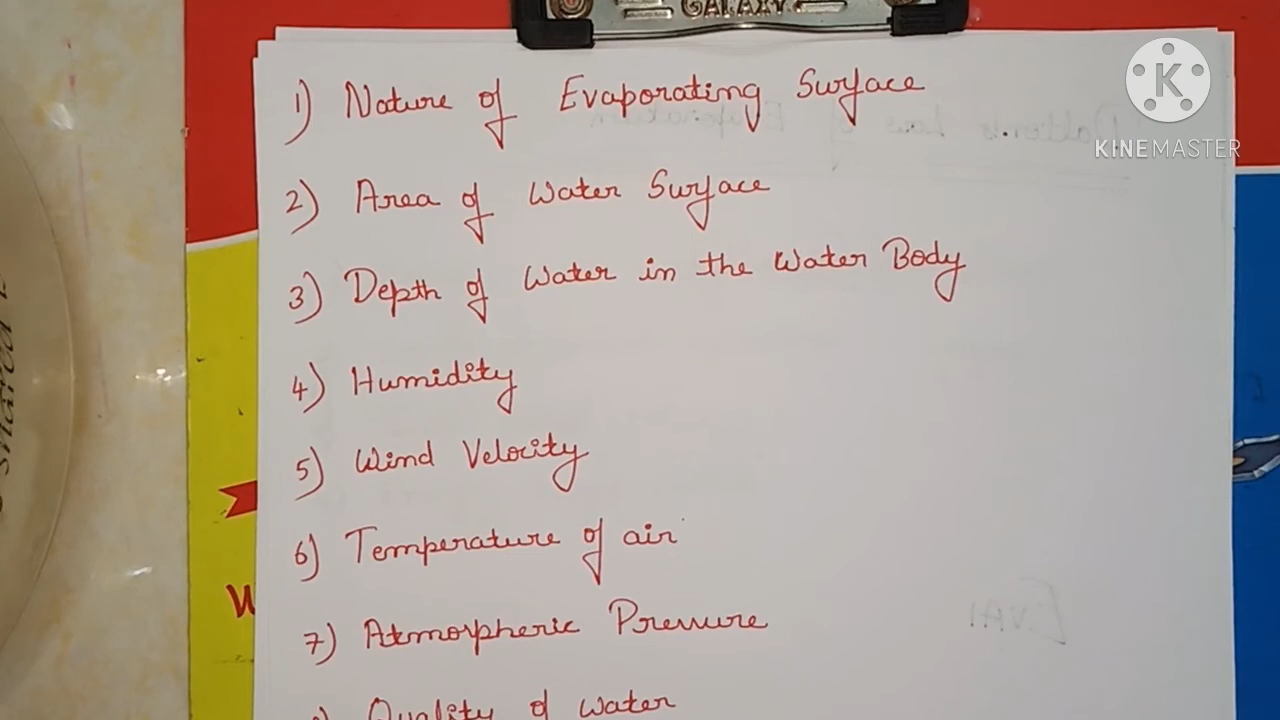 GALAXY
KINEMASTER
1) Nature of Evaporating Surface
2) Area of Water Surface
3) Depth of Water in the Water Body
4) Humidity
5) Wind Velocity
6) Temperature of air
7) Atmospheric Pressure
Quality of water